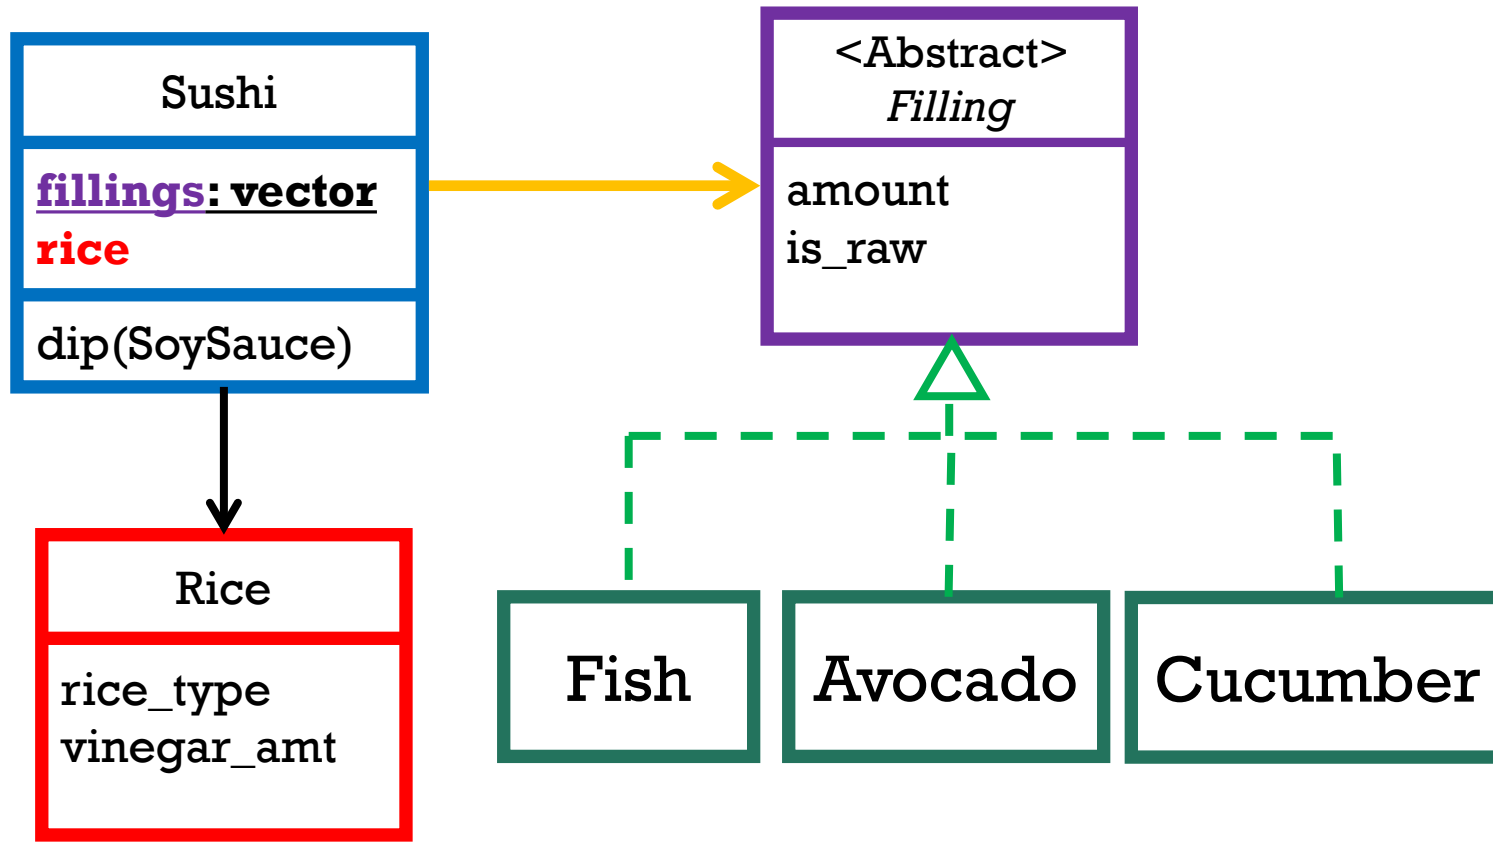 Sushi
fillings: vector
rice
dip(SoySauce)
<Abstract>
Filling
amount
is_raw
Rice
rice_type
vinegar_amt
Fish
Avocado
Cucumber